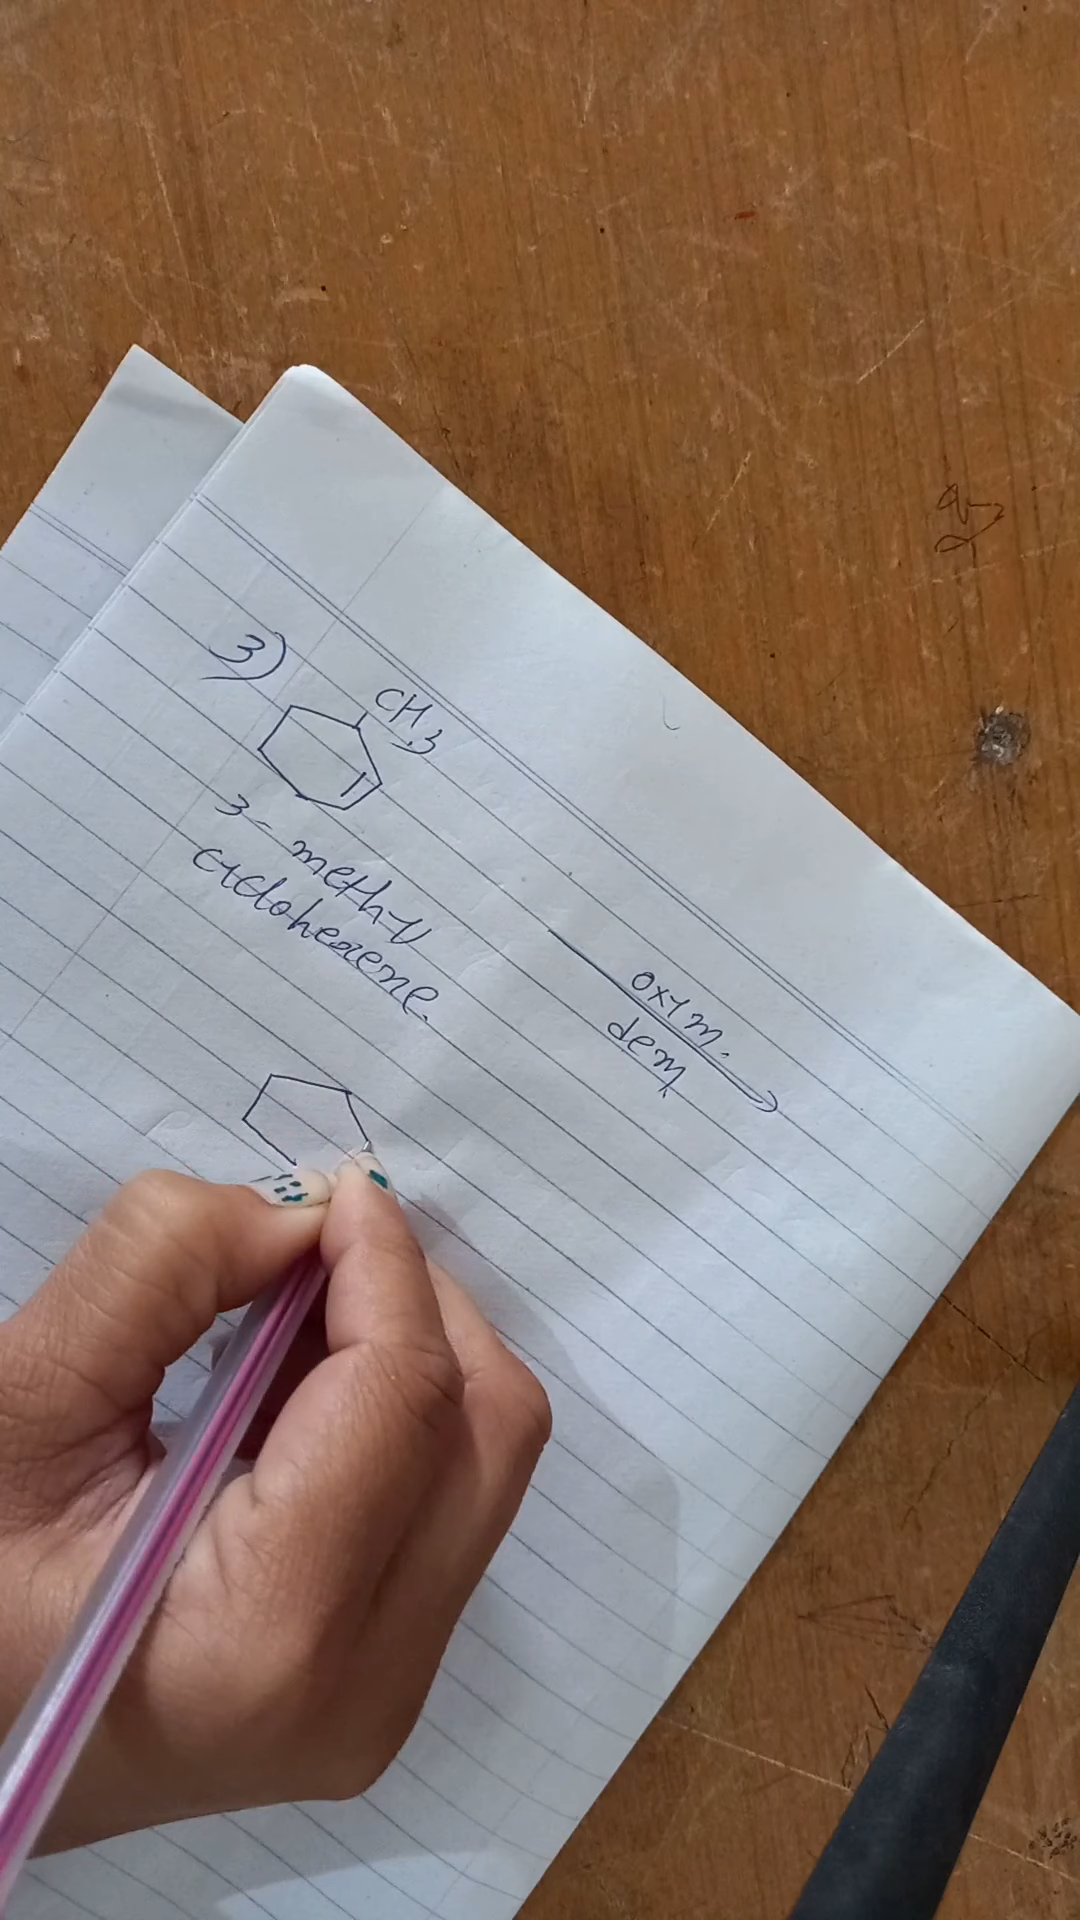 3)
CH3
3- methyl
cyclohexene.
oxym.
dem